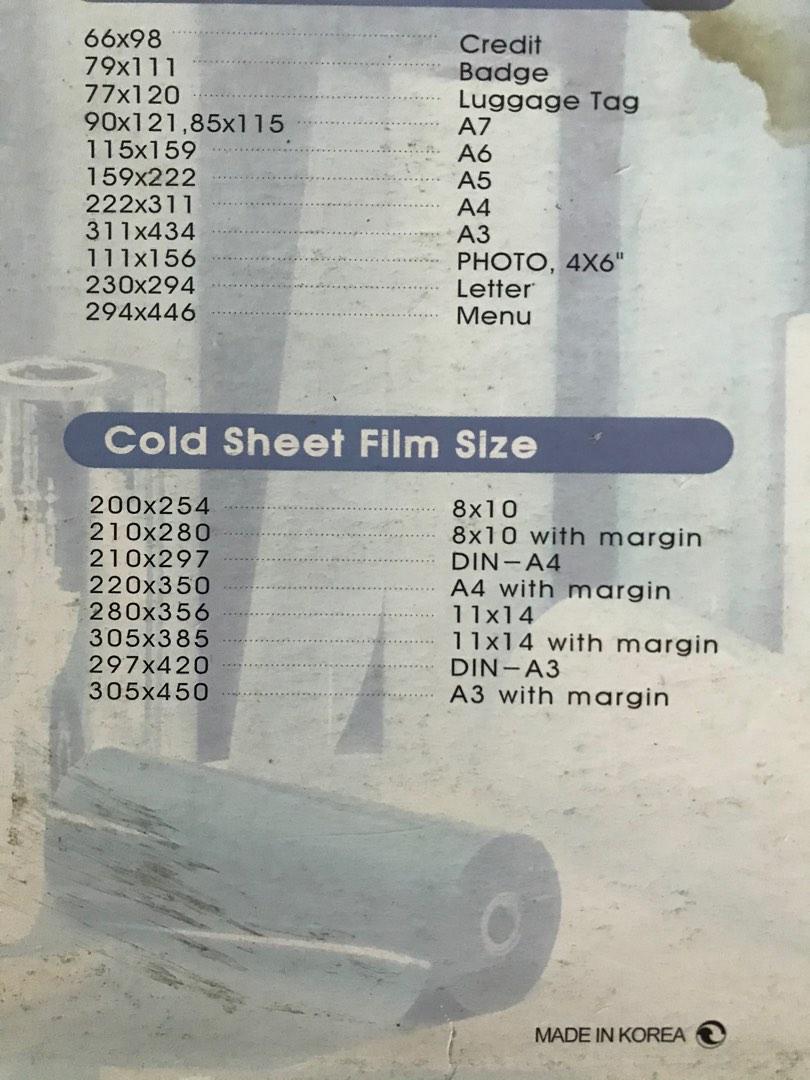 66x98 Credit
79x111 Badge
77x120 Luggage Tag
90x121,85x115 A7
115x159 A6
159x222 A5
222x311 A4
311x434 A3
111x156 PHOTO, 4X6"
230x294 Letter
294x446 Menu
Cold Sheet Film Size
200x254 8x10
210x280 8x10 with margin
210x297 DIN-A4
220x350 A4 with margin
280x356 11x14
305x385 11x14 with margin
297x420 DIN-A3
305x450 A3 with margin
MADE IN KOREA